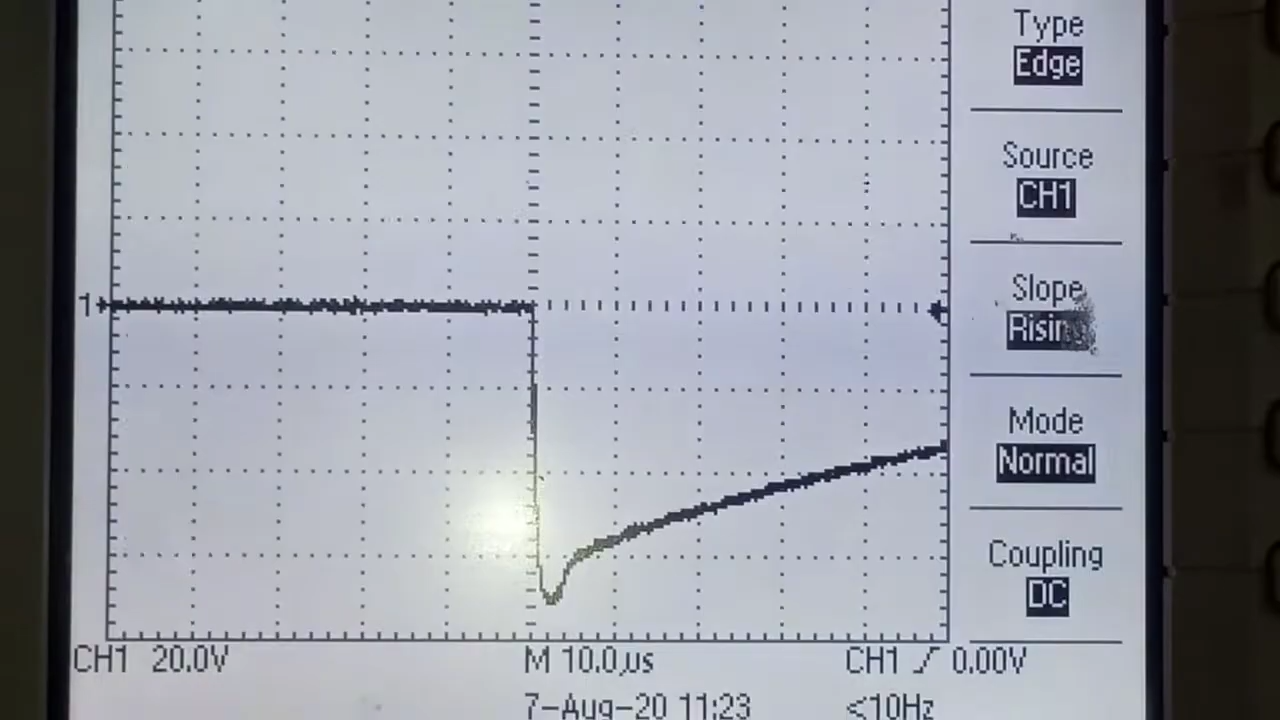 Type
Edge
Source
CH1
Slope
Rising
Mode
Normal
Coupling
DC
1
CH1 20.0V
M 10.0µs
CH1 0.00V
7-Aug-20 11:23
<10Hz